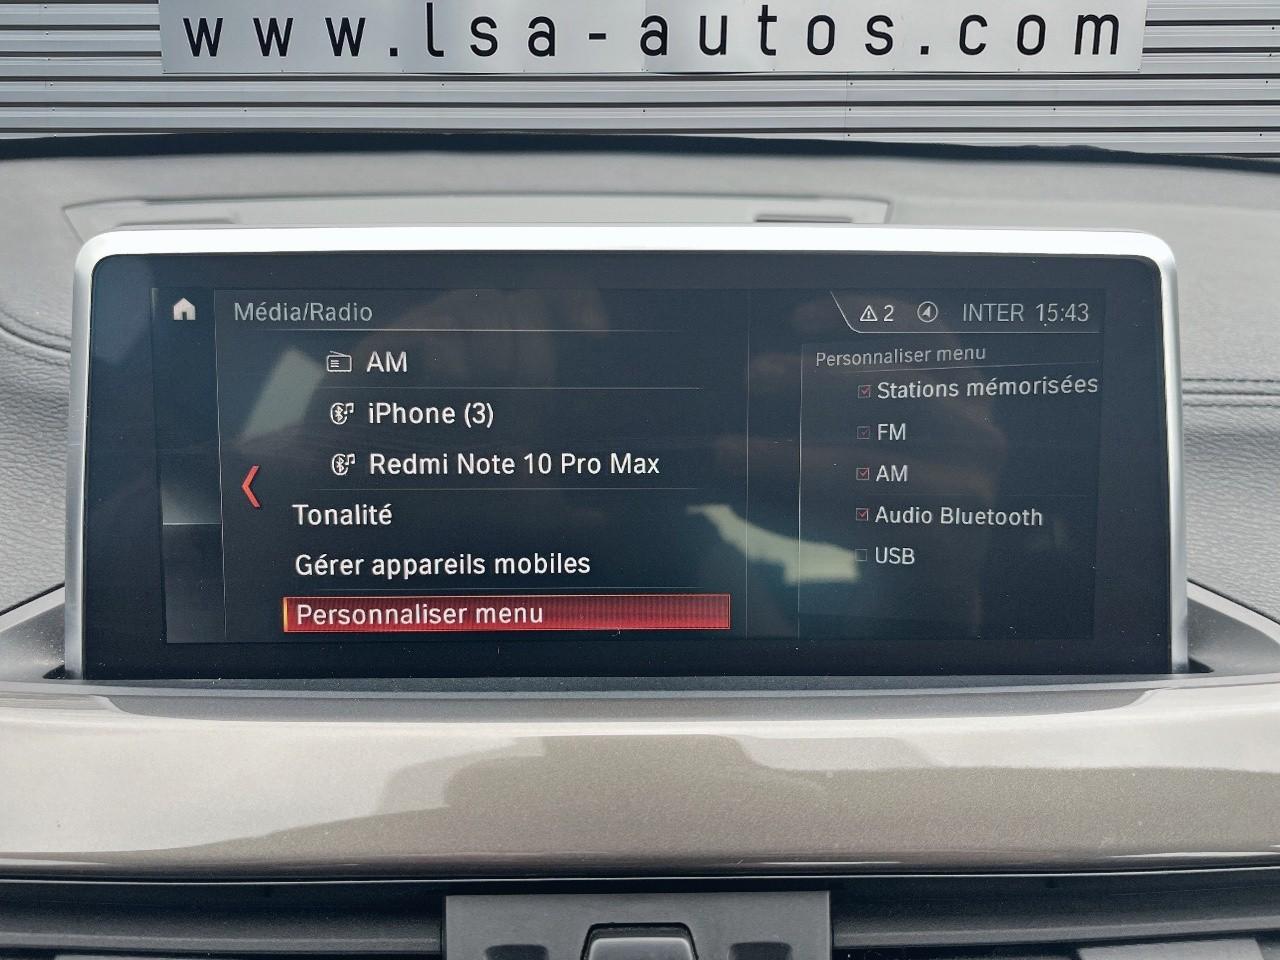 www.lsa-autos.com
Média/Radio
2 INTER 15:43
AM
iPhone (3)
Redmi Note 10 Pro Max
Tonalité
Gérer appareils mobiles
Personnaliser menu
Personnaliser menu
Stations mémorisées
FM
AM
Audio Bluetooth
USB